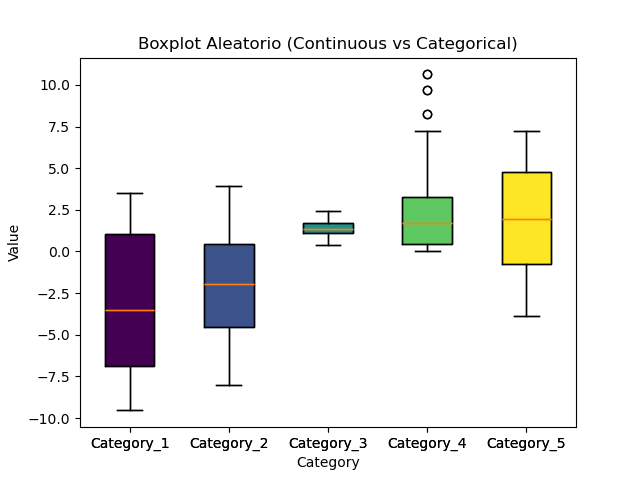 Boxplot Aleatorio (Continuous vs Categorical)
10.0
7.5
5.0
2.5
0.0
−2.5
−5.0
−7.5
−10.0
Value
Category_1 Category_2 Category_3 Category_4 Category_5
Category